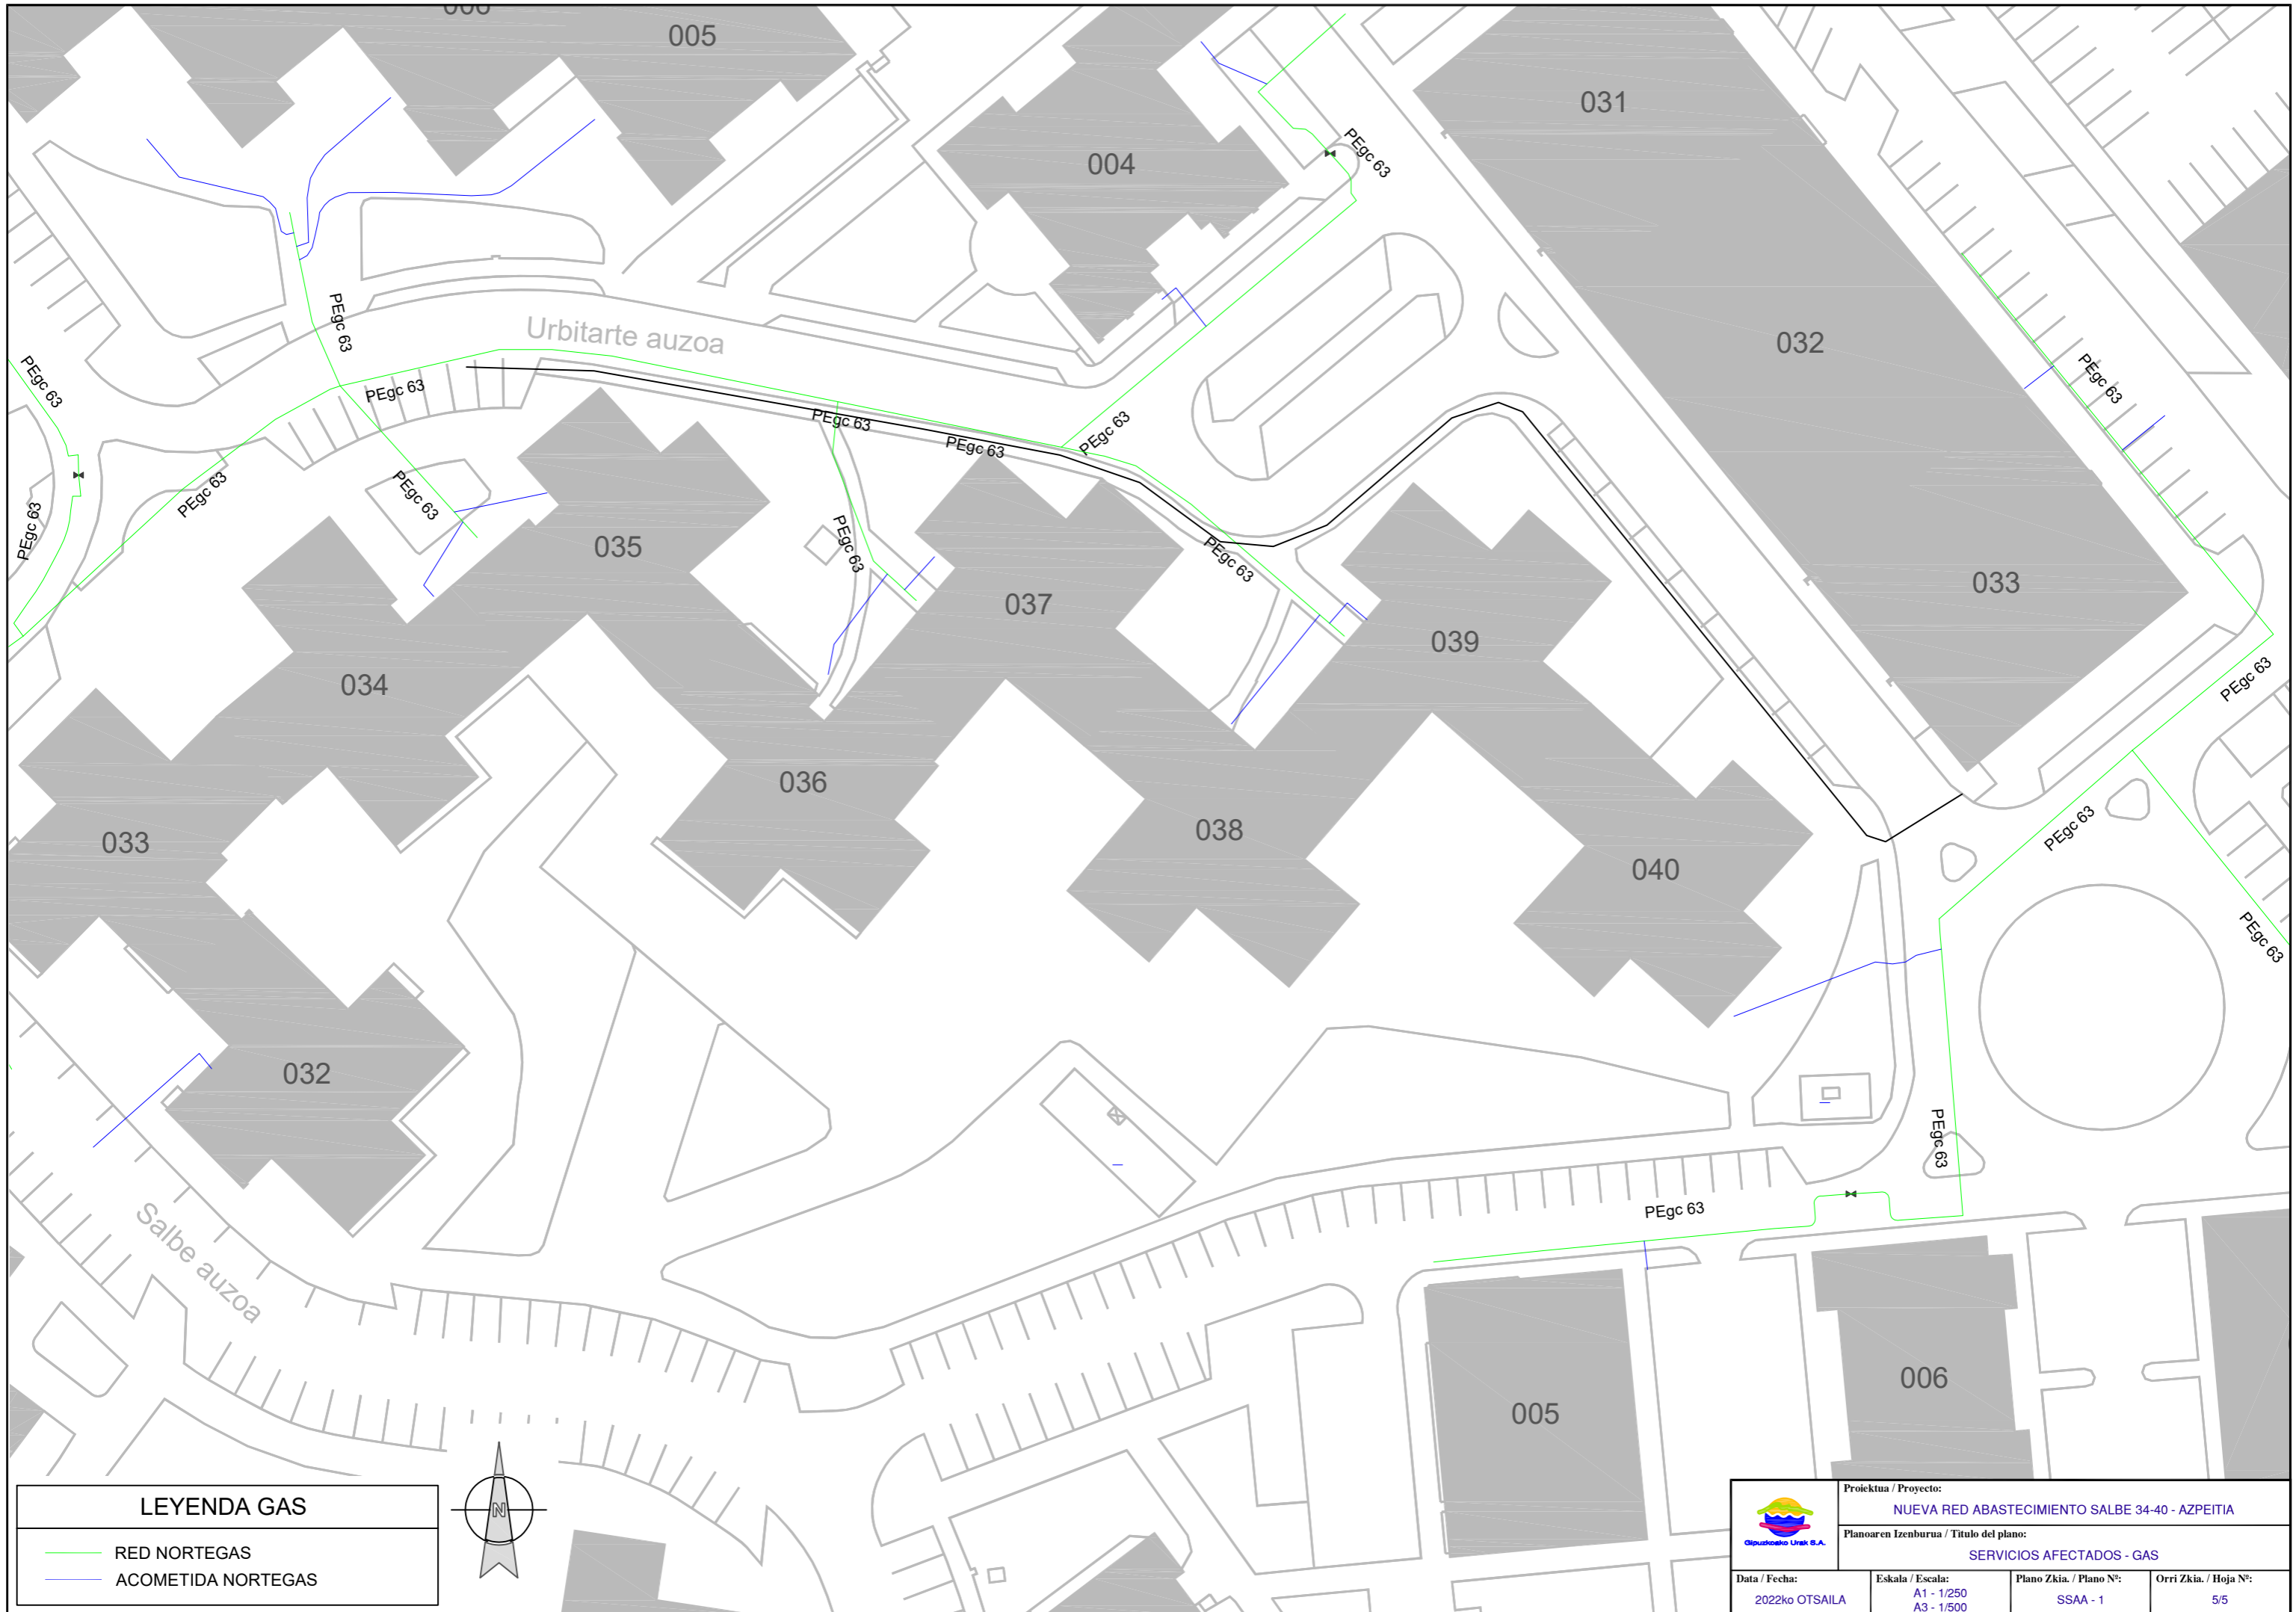 006
005
004
031
PEgc 63
PEgc 63
Urbitarte auzoa
032
PEgc 63
PEgc 63
PEgc 63
PEgc 63
PEgc 63
PEgc 63
PEgc 63
PEgc 63
PEgc 63
PEgc 63
PEgc 63
PEgc 63
035
037
033
039
034
PEgc 63
036
038
PEgc 63
033
040
PEgc 63
032
PEgc 63
Salbe auzoa
PEgc 63
006
005
LEYENDA GAS
RED NORTEGAS
ACOMETIDA NORTEGAS
N
Gipuzkoako Urak S.A.
Proiektua / Proyecto:
NUEVA RED ABASTECIMIENTO SALBE 34-40 - AZPEITIA
Planoaren Izenburua / Titulo del plano:
SERVICIOS AFECTADOS - GAS
Data / Fecha:
2022ko OTSAILA
Eskala / Escala:
A1 - 1/250
A3 - 1/500
Plano Zkia. / Plano Nº:
SSAA - 1
Orri Zkia. / Hoja Nº:
5/5